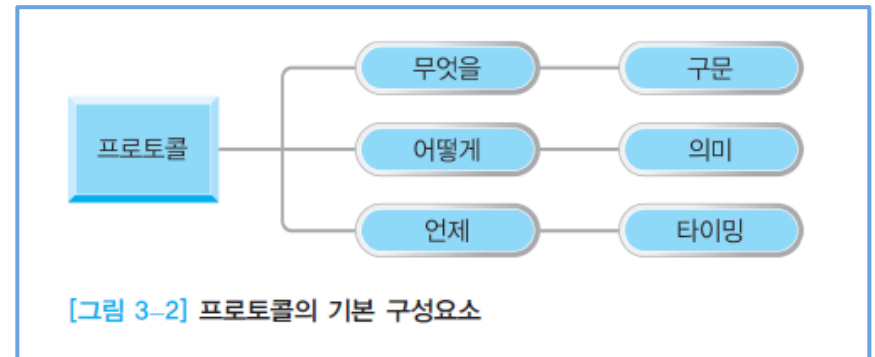 무엇을 구문
프로토콜 어떻게 의미
언제 타이밍
[그림 3-2] 프로토콜의 기본 구성요소